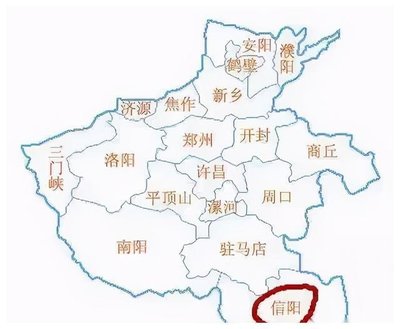 安阳
濮阳
鹤壁
新乡
济源
焦作
郑州
开封
商丘
三门峡
洛阳
许昌
平顶山
漯河
周口
南阳
驻马店
信阳